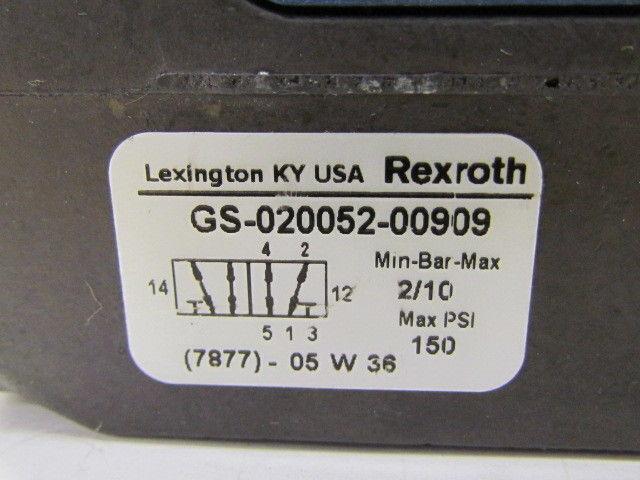 Lexington KY USA Rexroth
GS-020052-00909
4 2 Min-Bar-Max
14 12 2/10
Max PSI
5 1 3 150
(7877) - 05 W 36